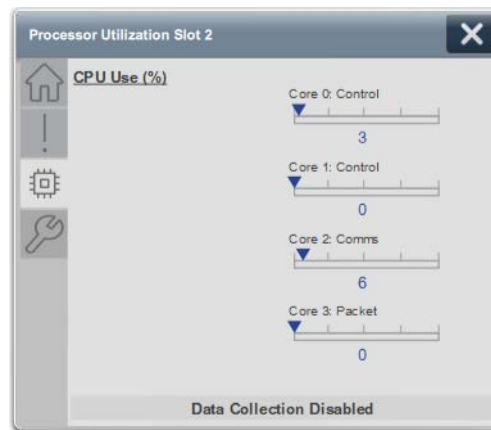 Processor Utilization Slot 2
CPU Use (%)
Core 0: Control
3
Core 1: Control
0
Core 2: Comms
6
Core 3: Packet
0
Data Collection Disabled